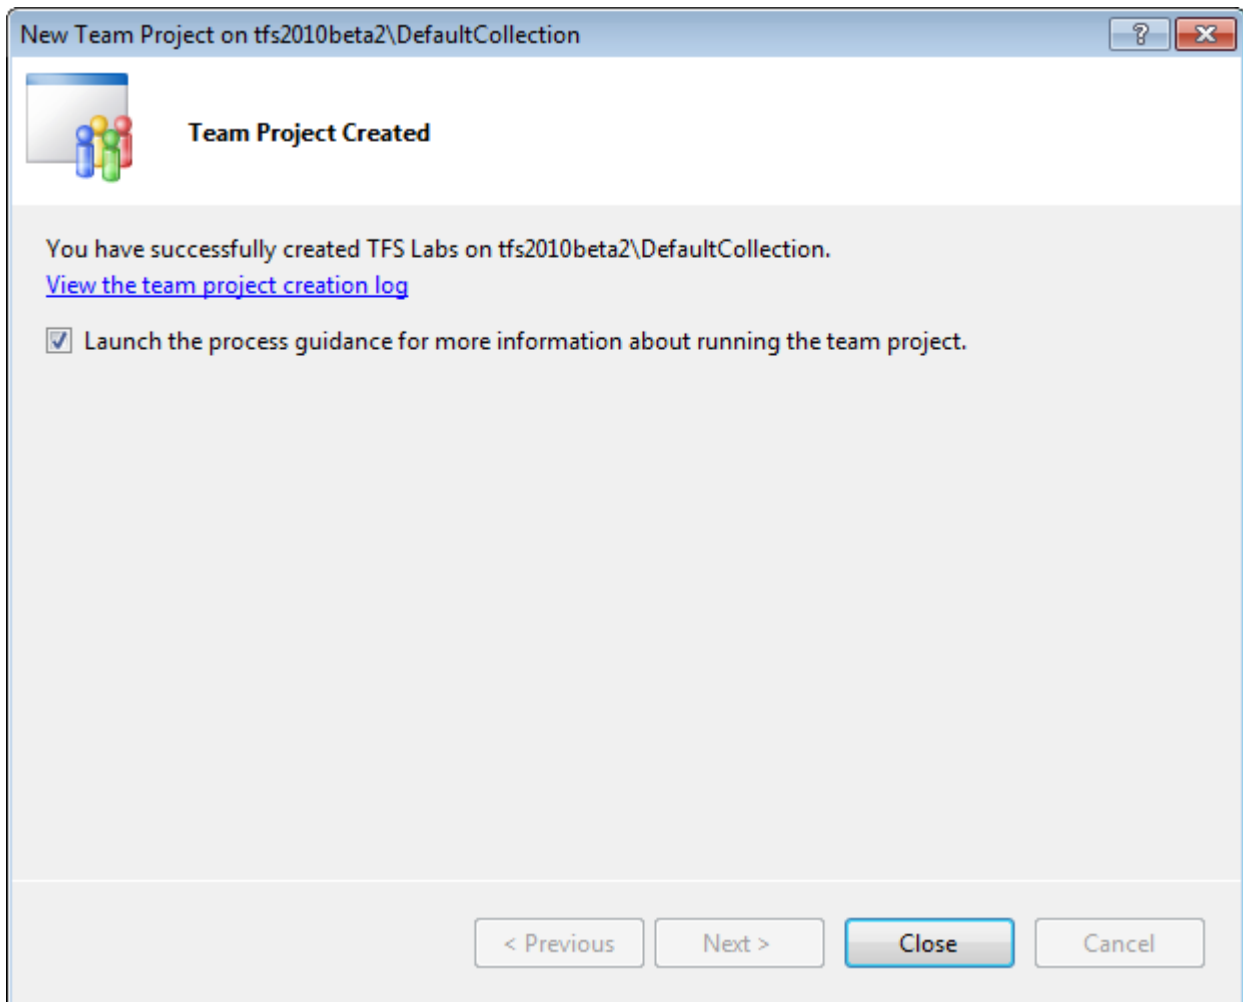 New Team Project on tfs2010beta2\DefaultCollection
?
Team Project Created
You have successfully created TFS Labs on tfs2010beta2\DefaultCollection.
View the team project creation log
Launch the process guidance for more information about running the team project.
< Previous Next > Close Cancel